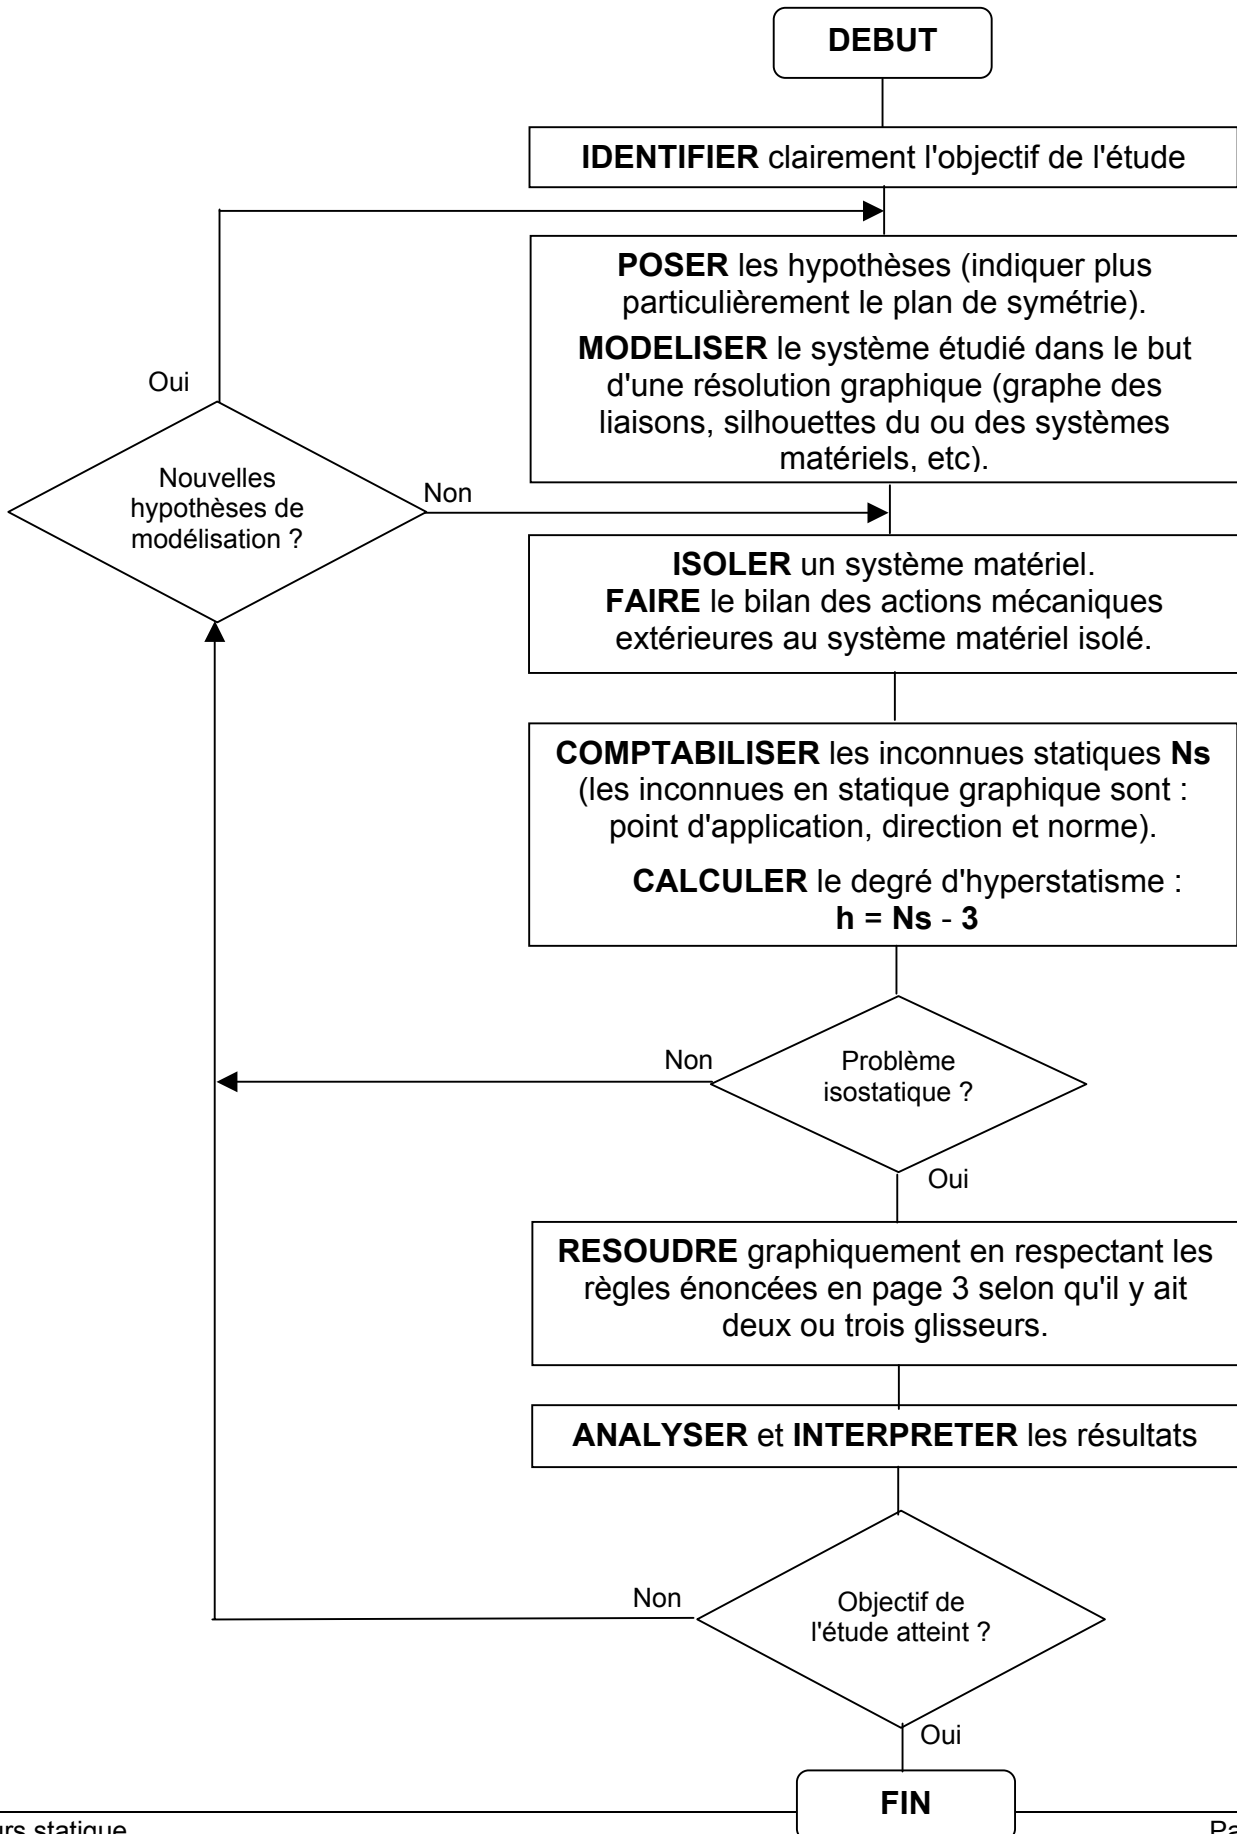 DEBUT
IDENTIFIER clairement l'objectif de l'étude
POSER les hypothèses (indiquer plus
particulièrement le plan de symétrie).
MODELISER le système étudié dans le but
d'une résolution graphique (graphe des
liaisons, silhouettes du ou des systèmes
matériels, etc).
Oui
Nouvelles
hypothèses de
modélisation ?
Non
ISOLER un système matériel.
FAIRE le bilan des actions mécaniques
extérieures au système matériel isolé.
COMPTABILISER les inconnues statiques Ns
(les inconnues en statique graphique sont :
point d'application, direction et norme).
CALCULER le degré d'hyperstatisme :
h = Ns - 3
Non
Problème
isostatique ?
Oui
RESOUDRE graphiquement en respectant les
règles énoncées en page 3 selon qu'il y ait
deux ou trois glisseurs.
ANALYSER et INTERPRETER les résultats
Non
Objectif de
l'étude atteint ?
Oui
FIN
statique